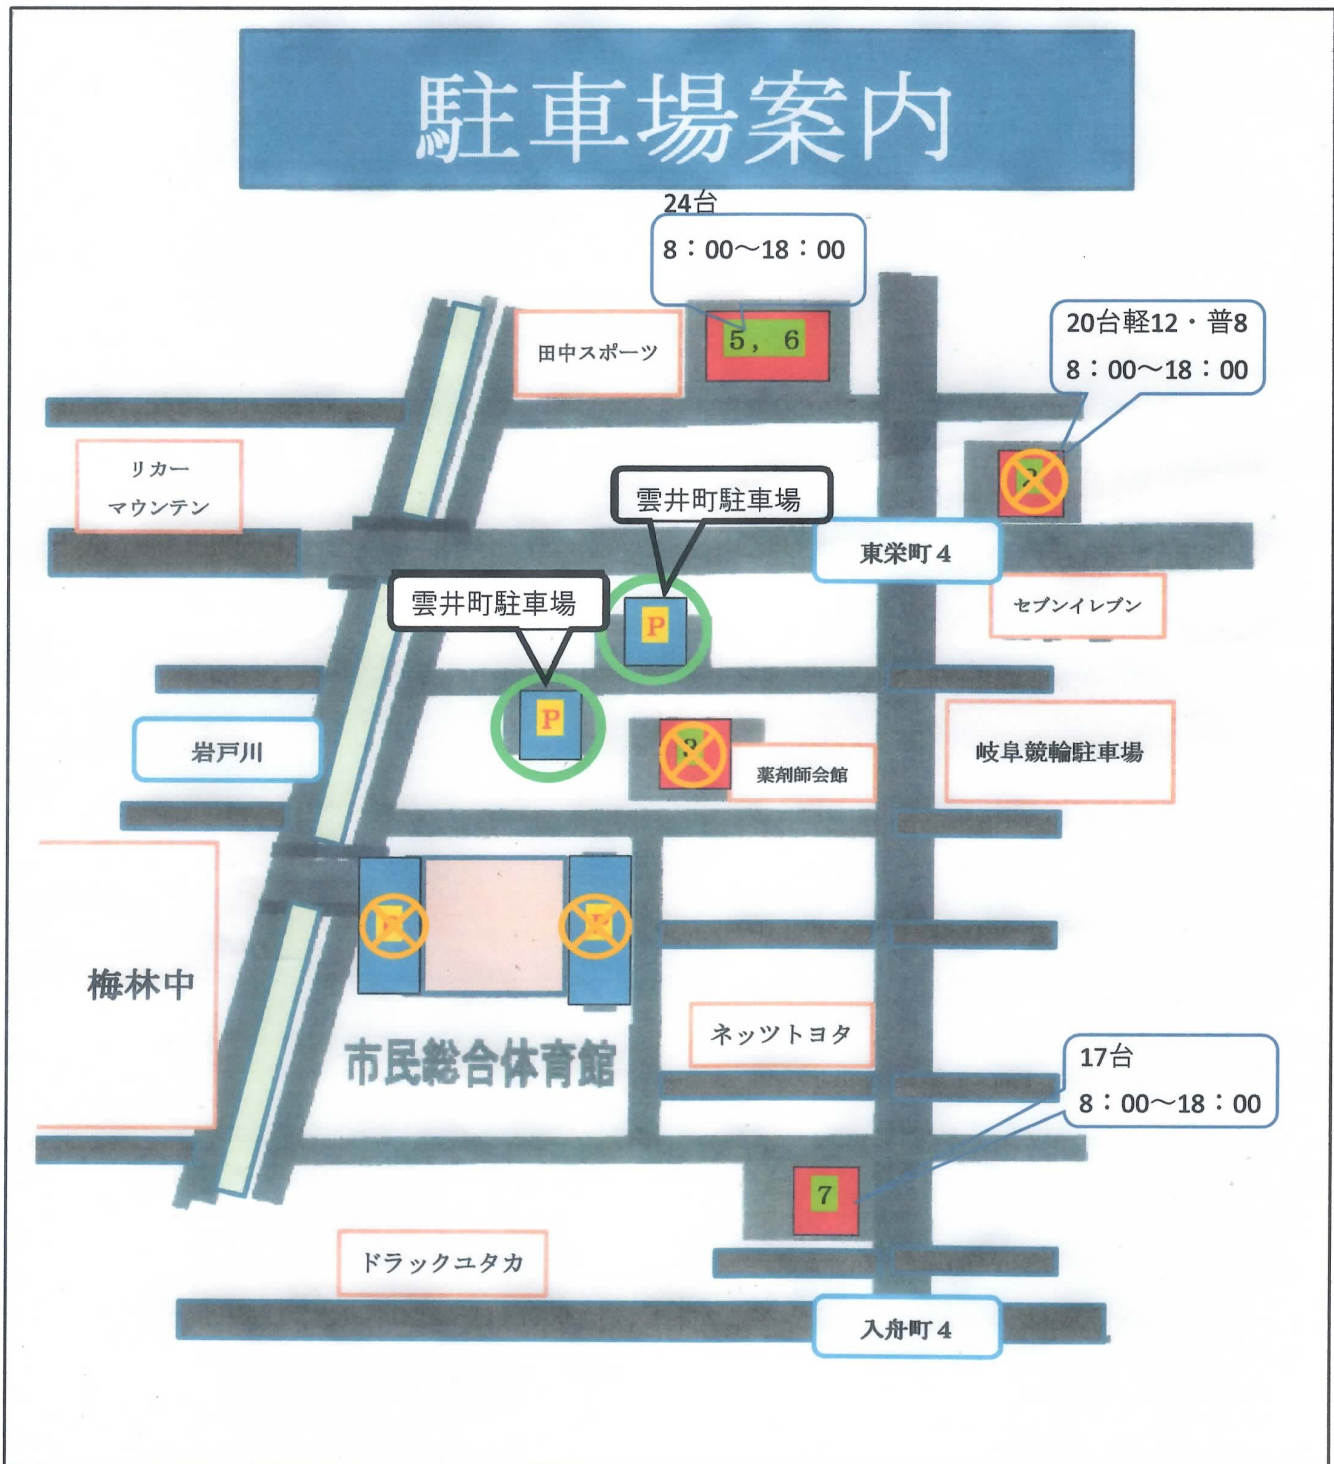 駐車場案内
24台
8：00～18：00
田中スポーツ
5，6
20台軽12・普8
8：00～18：00
リカー
マウンテン
雲井町駐車場
東栄町４
雲井町駐車場
P
セブンイレブン
P
岩戸川
3
薬剤師会館
岐阜競輪駐車場
梅林中
市民総合体育館
ネッツトヨタ
17台
8：00～18：00
7
ドラックユタカ
入舟町４